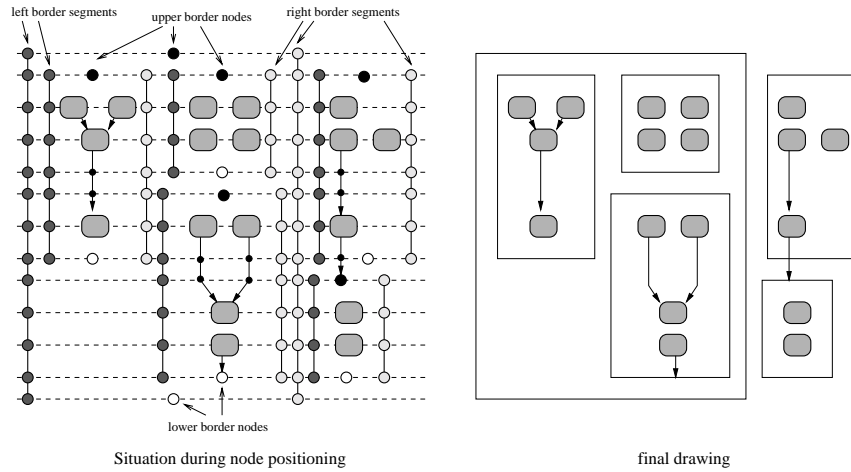 left border segments
upper border nodes
right border segments
lower border nodes
Situation during node positioning
final drawing